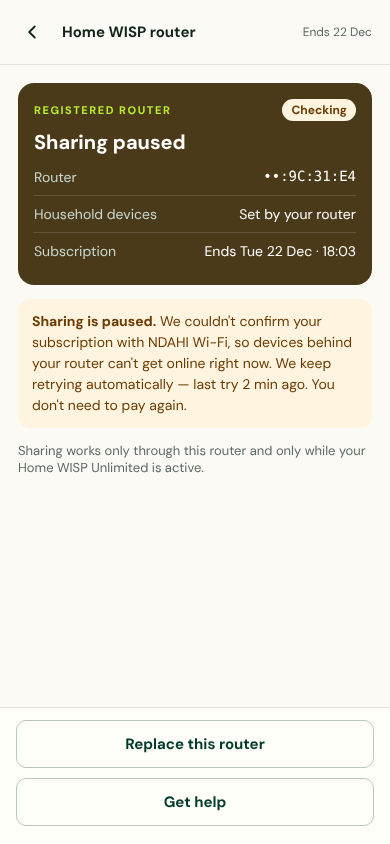 Home WISP router
Ends 22 Dec
REGISTERED ROUTER
Checking
Sharing paused
Router
••:9C:31:E4
Household devices
Set by your router
Subscription
Ends Tue 22 Dec · 18:03
Sharing is paused. We couldn't confirm your
subscription with NDAHI Wi-Fi, so devices behind
your router can't get online right now. We keep
retrying automatically — last try 2 min ago. You
don't need to pay again.
Sharing works only through this router and only while your
Home WISP Unlimited is active.
Replace this router
Get help